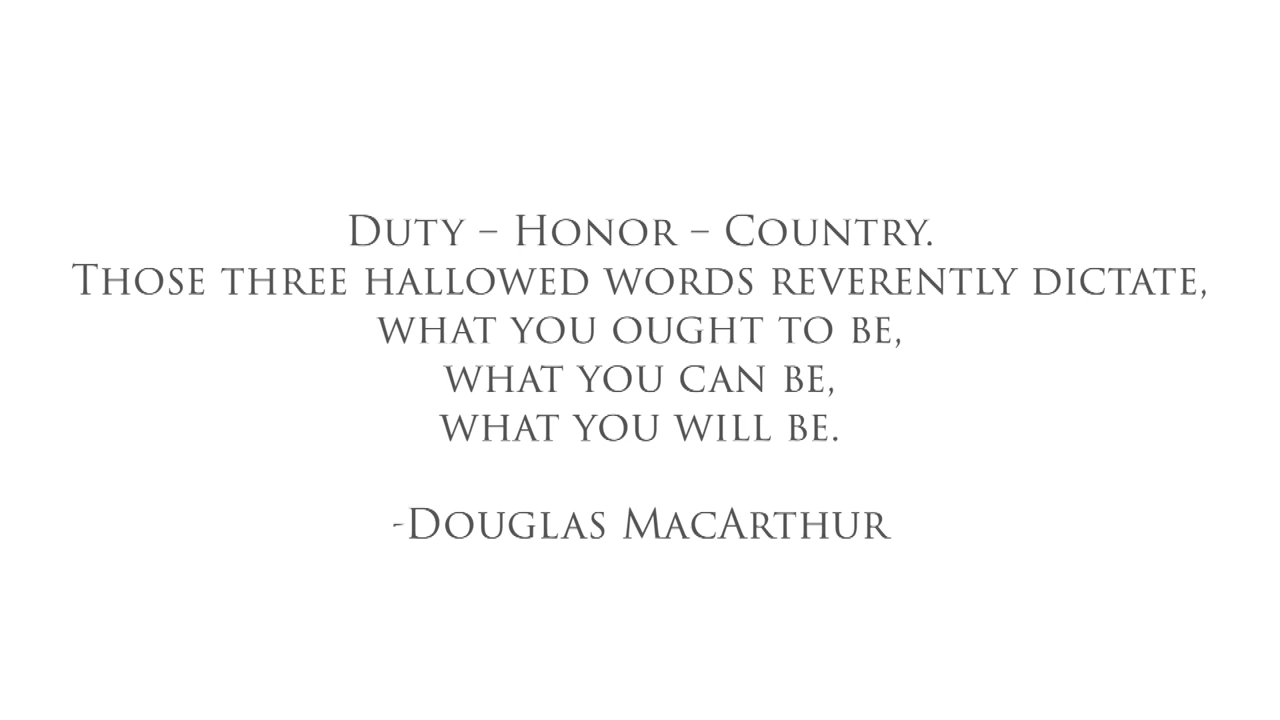 Duty – Honor – Country.
Those three hallowed words reverently dictate,
what you ought to be,
what you can be,
what you will be.
-Douglas MacArthur